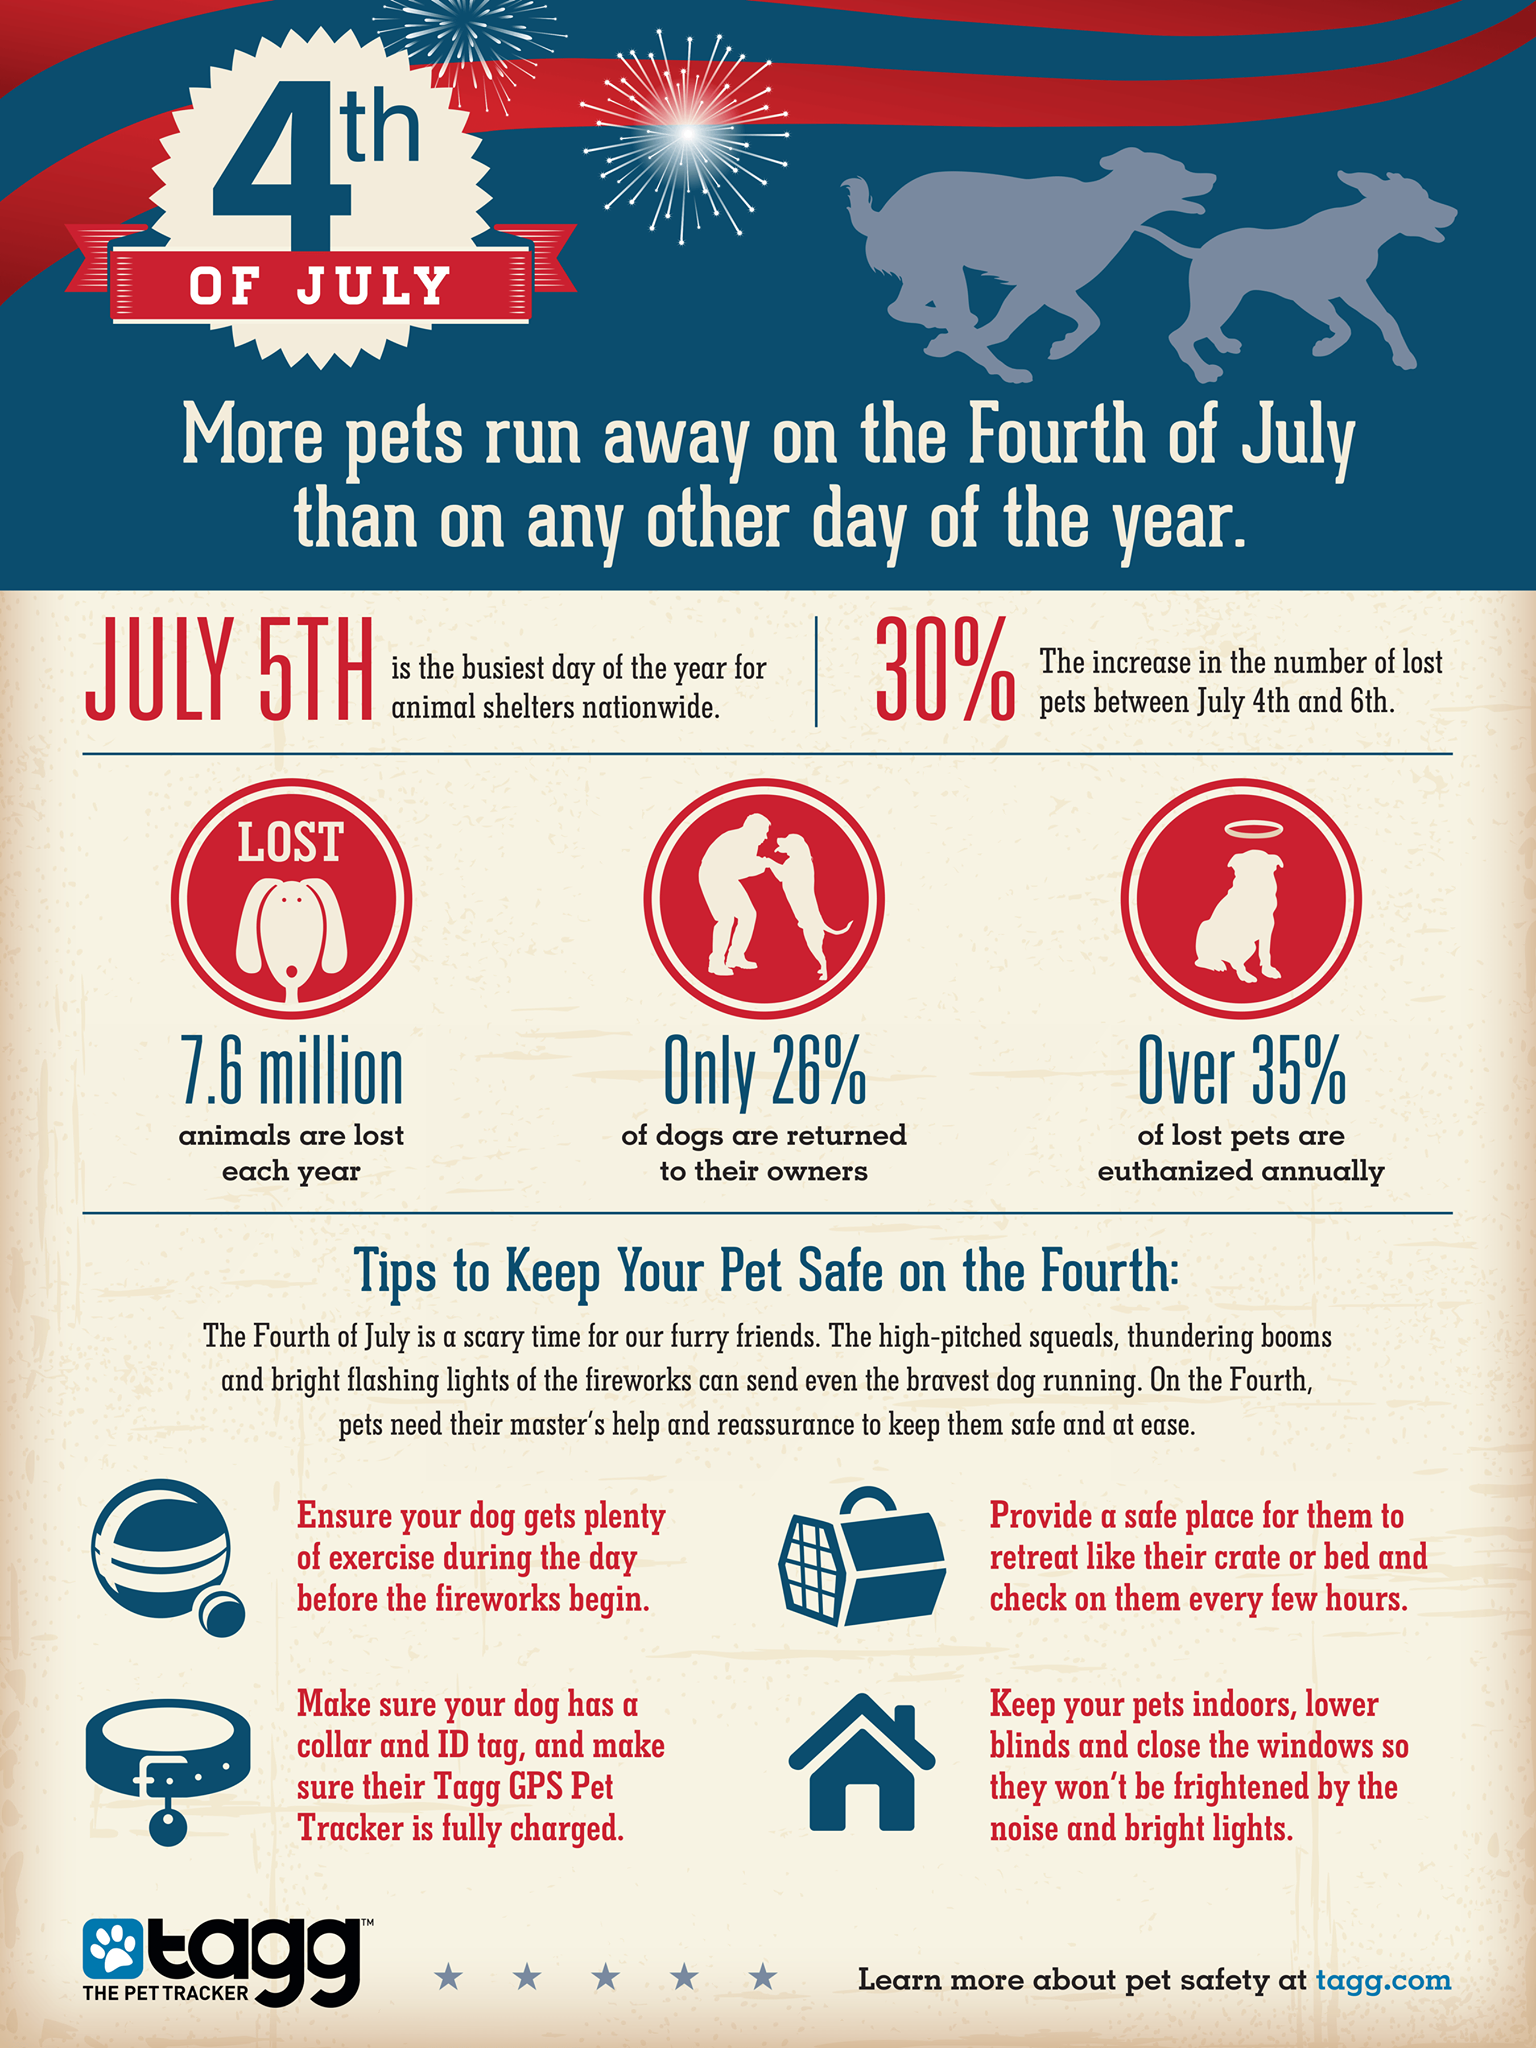 4th
OF JULY
More pets run away on the Fourth of July
than on any other day of the year.
JULY 5TH
is the busiest day of the year for
animal shelters nationwide.
30%
The increase in the number of lost
pets between July 4th and 6th.
LOST
7.6 million
animals are lost
each year
Only 26%
of dogs are returned
to their owners
Over 35%
of lost pets are
euthanized annually
Tips to Keep Your Pet Safe on the Fourth:
The Fourth of July is a scary time for our furry friends. The high-pitched squeals, thundering booms
and bright flashing lights of the fireworks can send even the bravest dog running. On the Fourth,
pets need their master's help and reassurance to keep them safe and at ease.
Ensure your dog gets plenty
of exercise during the day
before the fireworks begin.
Provide a safe place for them to
retreat like their crate or bed and
check on them every few hours.
Make sure your dog has a
collar and ID tag, and make
sure their Tagg GPS Pet
Tracker is fully charged.
Keep your pets indoors, lower
blinds and close the windows so
they won't be frightened by the
noise and bright lights.
tagg™
THE PET TRACKER
Learn more about pet safety at tagg.com